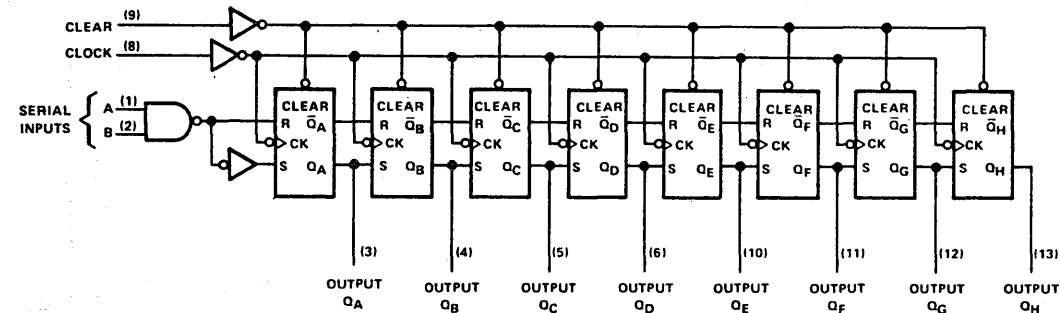 CLEAR (9)
CLOCK (8)
SERIAL INPUTS A (1)
B (2)
CLEAR CLEAR CLEAR CLEAR CLEAR CLEAR CLEAR CLEAR
R Q̅A R Q̅B R Q̅C R Q̅D R Q̅E R Q̅F R Q̅G R Q̅H
CK CK CK CK CK CK CK CK
S QA S QB S QC S QD S QE S QF S QG S QH
(3) (4) (5) (6) (10) (11) (12) (13)
OUTPUT OUTPUT OUTPUT OUTPUT OUTPUT OUTPUT OUTPUT OUTPUT
QA QB QC QD QE QF QG QH